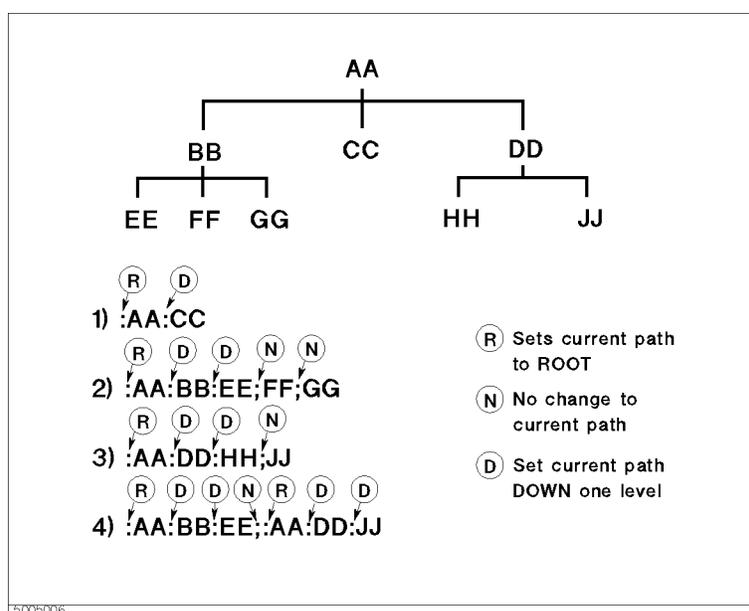 AA
BB CC DD
EE FF GG HH JJ
R D
1) :AA:CC
R D D N N
2) :AA:BB:EE;FF;GG
R D D N
3) :AA:DD:HH;JJ
R D D N R D D
4) :AA:BB:EE;:AA:DD:JJ
R Sets current path
to ROOT
N No change to
current path
D Set current path
DOWN one level